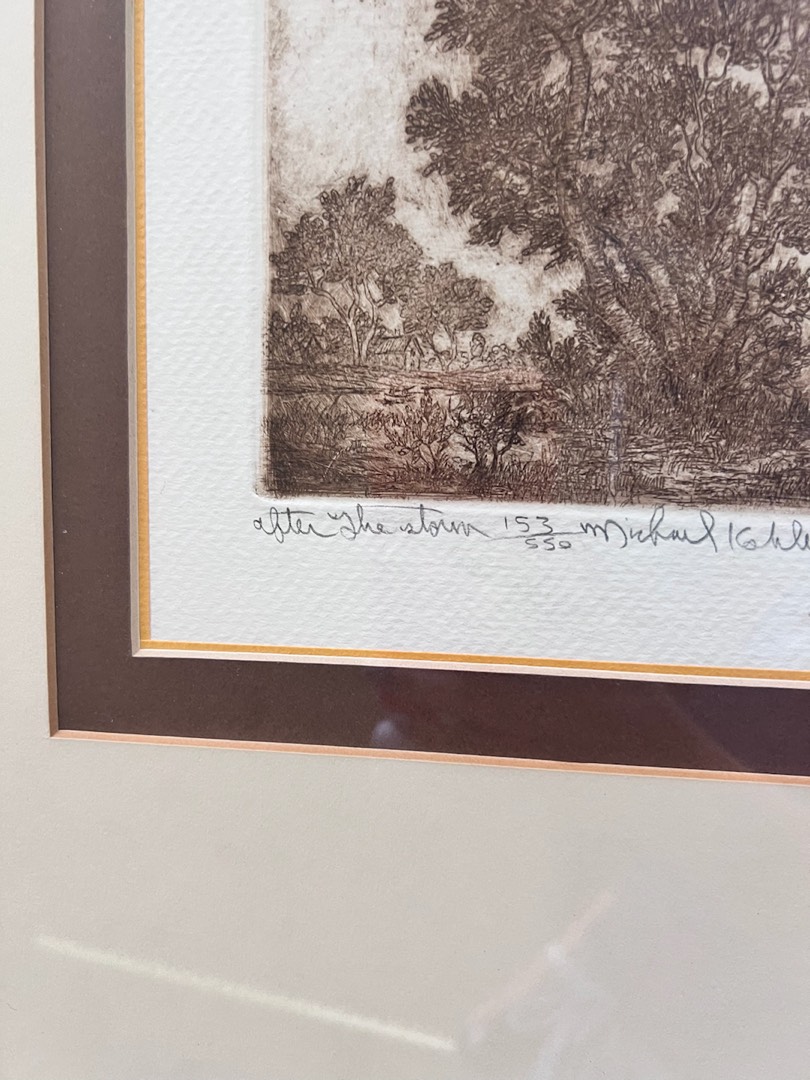 after The storm 153/550 Michael